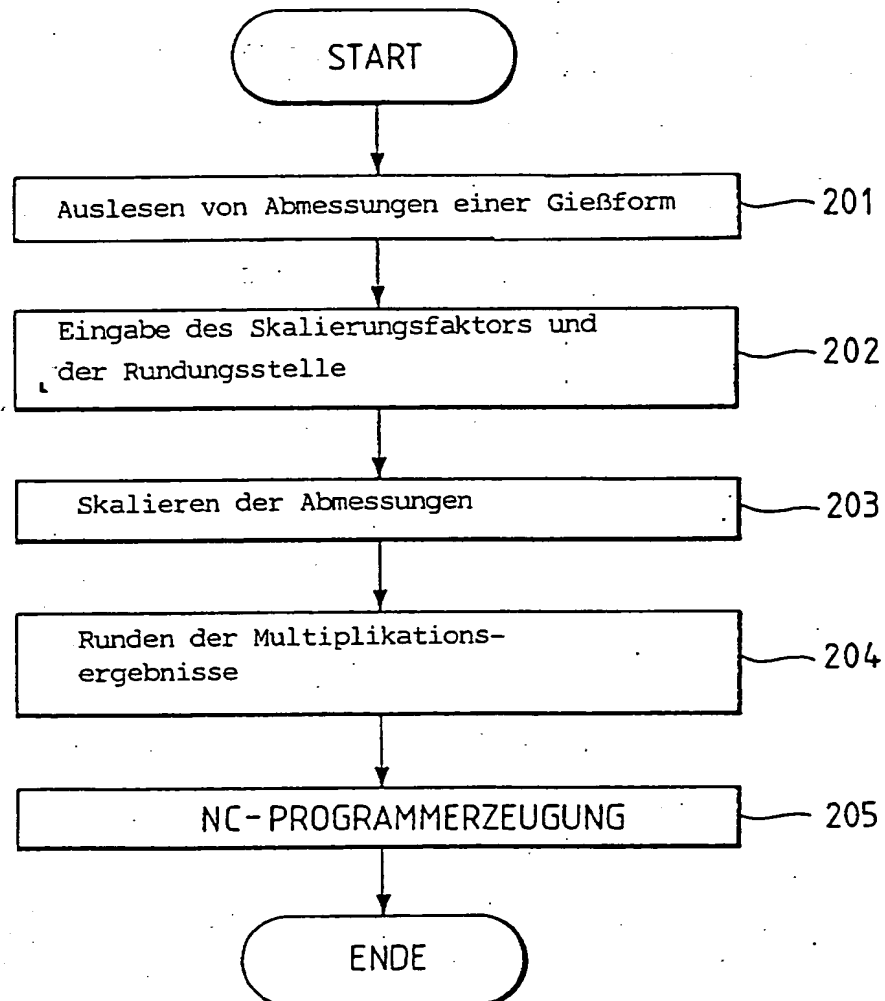 START
Auslesen von Abmessungen einer Gießform
201
Eingabe des Skalierungsfaktors und
der Rundungsstelle
202
Skalieren der Abmessungen
203
Runden der Multiplikations-
ergebnisse
204
NC-PROGRAMMERZEUGUNG
205
ENDE